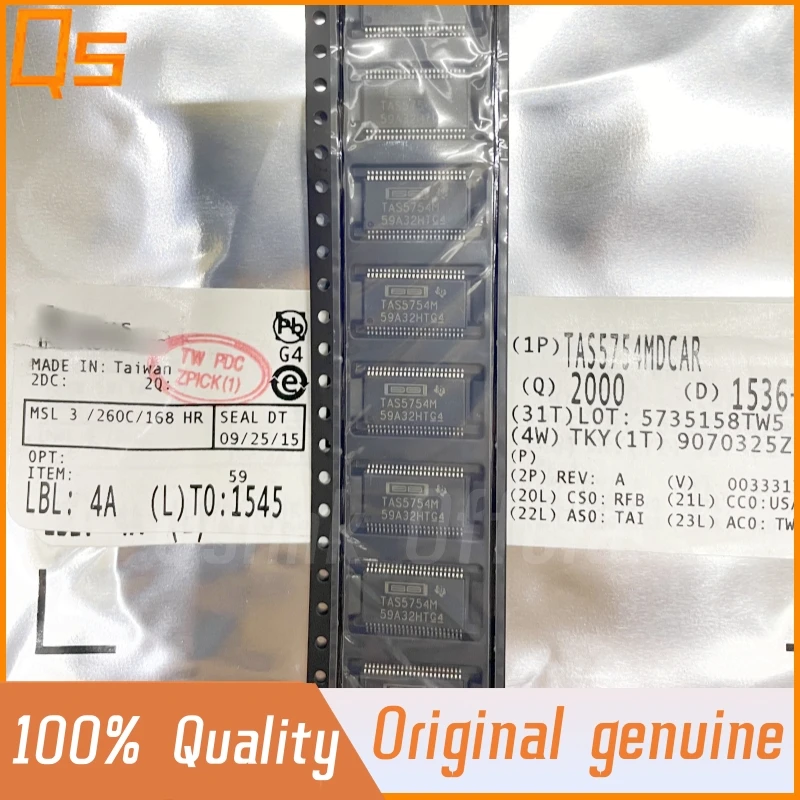 QS
TAS5754M
59A32HTG4
TAS5754M
59A32HTG4
TAS5754M
59A32HTG4
TAS5754M
59A32HTG4
TAS5754M
59A32HTG4
TAS5754M
59A32HTG4
Pb
G4
e
MADE IN: Taiwan
2DC: 2Q:
TW PDC
ZPICK(1)
MSL 3 /260C/168 HR
SEAL DT
09/25/15
OPT:
ITEM: 59
LBL: 4A (L)TO:1545
(1P)TAS5754MDCAR
(Q) 2000 (D) 1536
(31T)LOT: 5735158TW5
(4W) TKY(1T) 9070325Z
(P)
(2P) REV: A (V) 003331
(20L) CSO: RFB (21L) CCO:USA
(22L) ASO: TAI (23L) ACO: TW
100% Quality
Original genuine